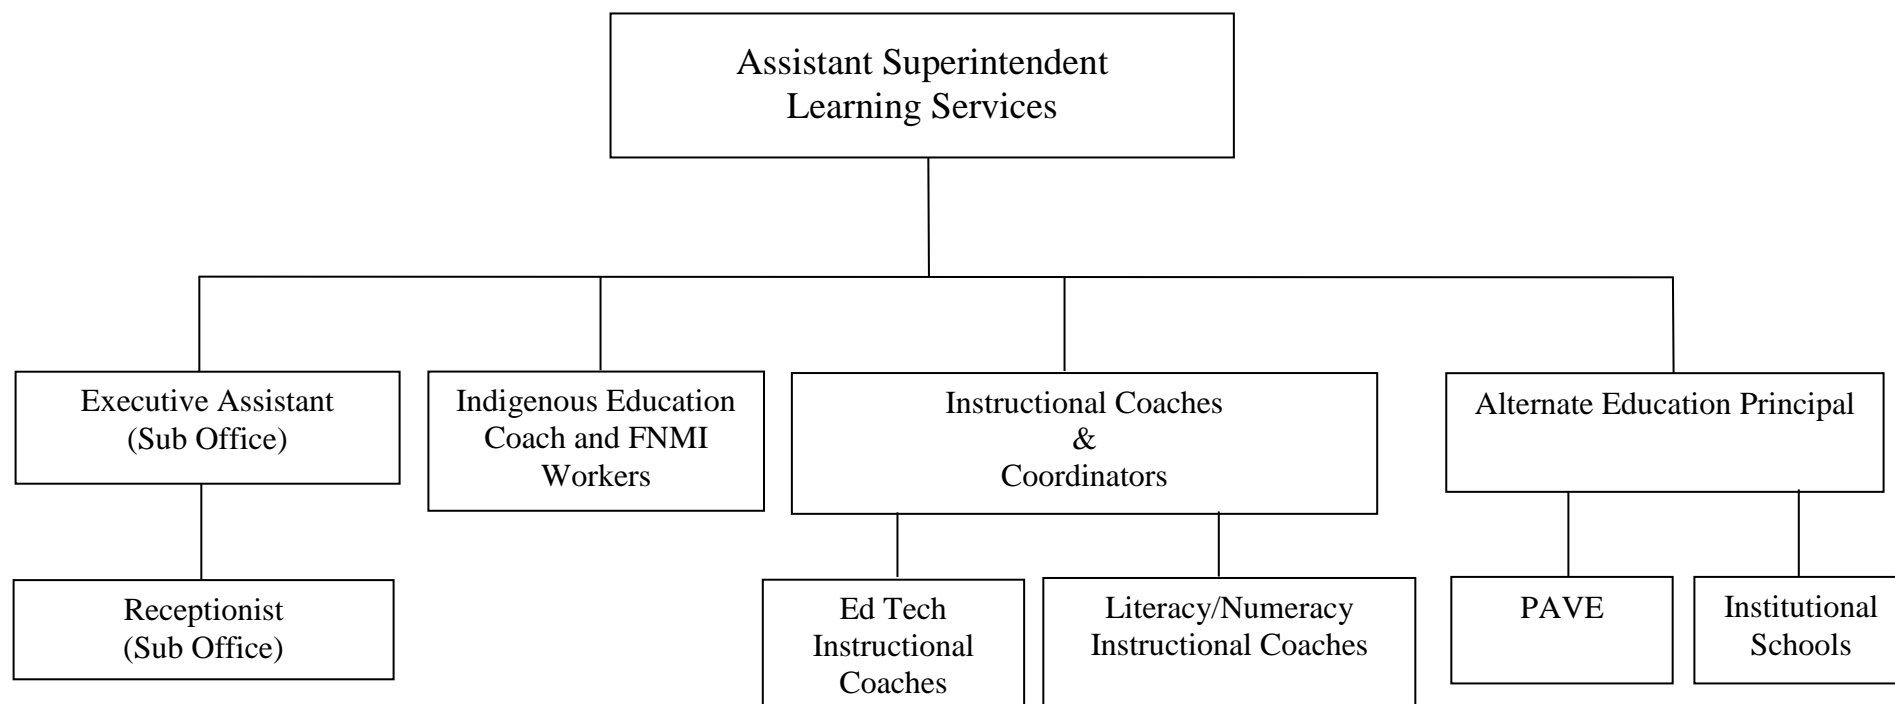 Assistant Superintendent
Learning Services
Executive Assistant
(Sub Office)
Indigenous Education
Coach and FNMI
Workers
Instructional Coaches
&
Coordinators
Alternate Education Principal
Receptionist
(Sub Office)
Ed Tech
Instructional
Coaches
Literacy/Numeracy
Instructional Coaches
PAVE
Institutional
Schools